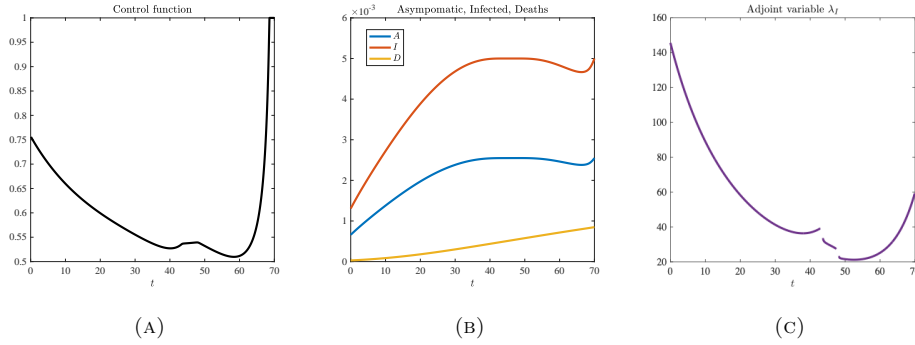 Control function
1
0.95
0.9
0.85
0.8
0.75
0.7
0.65
0.6
0.55
0.5
0 10 20 30 40 50 60 70
t
(A)
Asympomatic, Infected, Deaths
×10⁻³
6
5
4
3
2
1
0
A
I
D
0 10 20 30 40 50 60 70
t
(B)
Adjoint variable λ_I
160
140
120
100
80
60
40
20
0 10 20 30 40 50 60 70
t
(C)